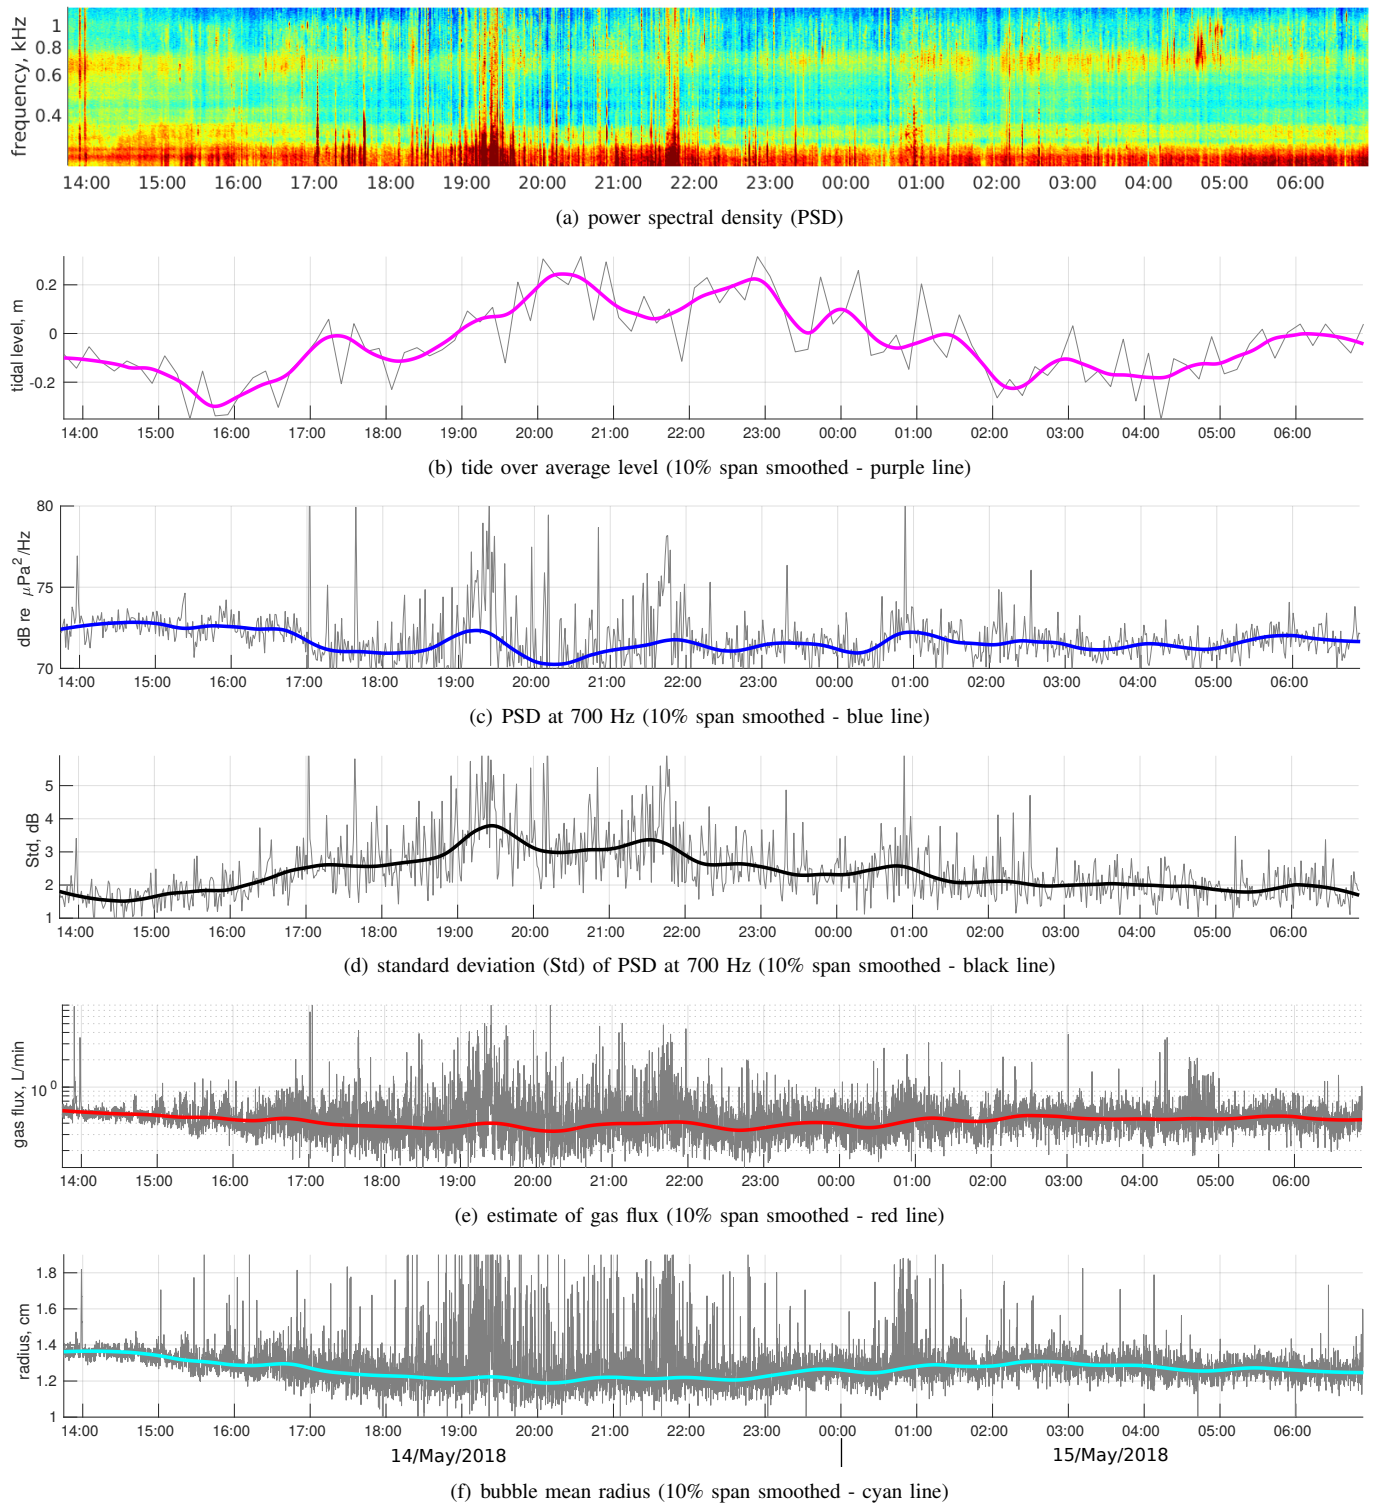 frequency, kHz
1
0.8
0.6
0.4
14:00 15:00 16:00 17:00 18:00 19:00 20:00 21:00 22:00 23:00 00:00 01:00 02:00 03:00 04:00 05:00 06:00
(a) power spectral density (PSD)
tidal level, m
0.2
0
-0.2
14:00 15:00 16:00 17:00 18:00 19:00 20:00 21:00 22:00 23:00 00:00 01:00 02:00 03:00 04:00 05:00 06:00
(b) tide over average level (10% span smoothed - purple line)
dB re μPa²/Hz
80
75
70
14:00 15:00 16:00 17:00 18:00 19:00 20:00 21:00 22:00 23:00 00:00 01:00 02:00 03:00 04:00 05:00 06:00
(c) PSD at 700 Hz (10% span smoothed - blue line)
Std, dB
5
4
3
2
1
14:00 15:00 16:00 17:00 18:00 19:00 20:00 21:00 22:00 23:00 00:00 01:00 02:00 03:00 04:00 05:00 06:00
(d) standard deviation (Std) of PSD at 700 Hz (10% span smoothed - black line)
gas flux, L/min
10⁰
14:00 15:00 16:00 17:00 18:00 19:00 20:00 21:00 22:00 23:00 00:00 01:00 02:00 03:00 04:00 05:00 06:00
(e) estimate of gas flux (10% span smoothed - red line)
radius, cm
1.8
1.6
1.4
1.2
1
14:00 15:00 16:00 17:00 18:00 19:00 20:00 21:00 22:00 23:00 00:00 01:00 02:00 03:00 04:00 05:00 06:00
14/May/2018 15/May/2018
(f) bubble mean radius (10% span smoothed - cyan line)